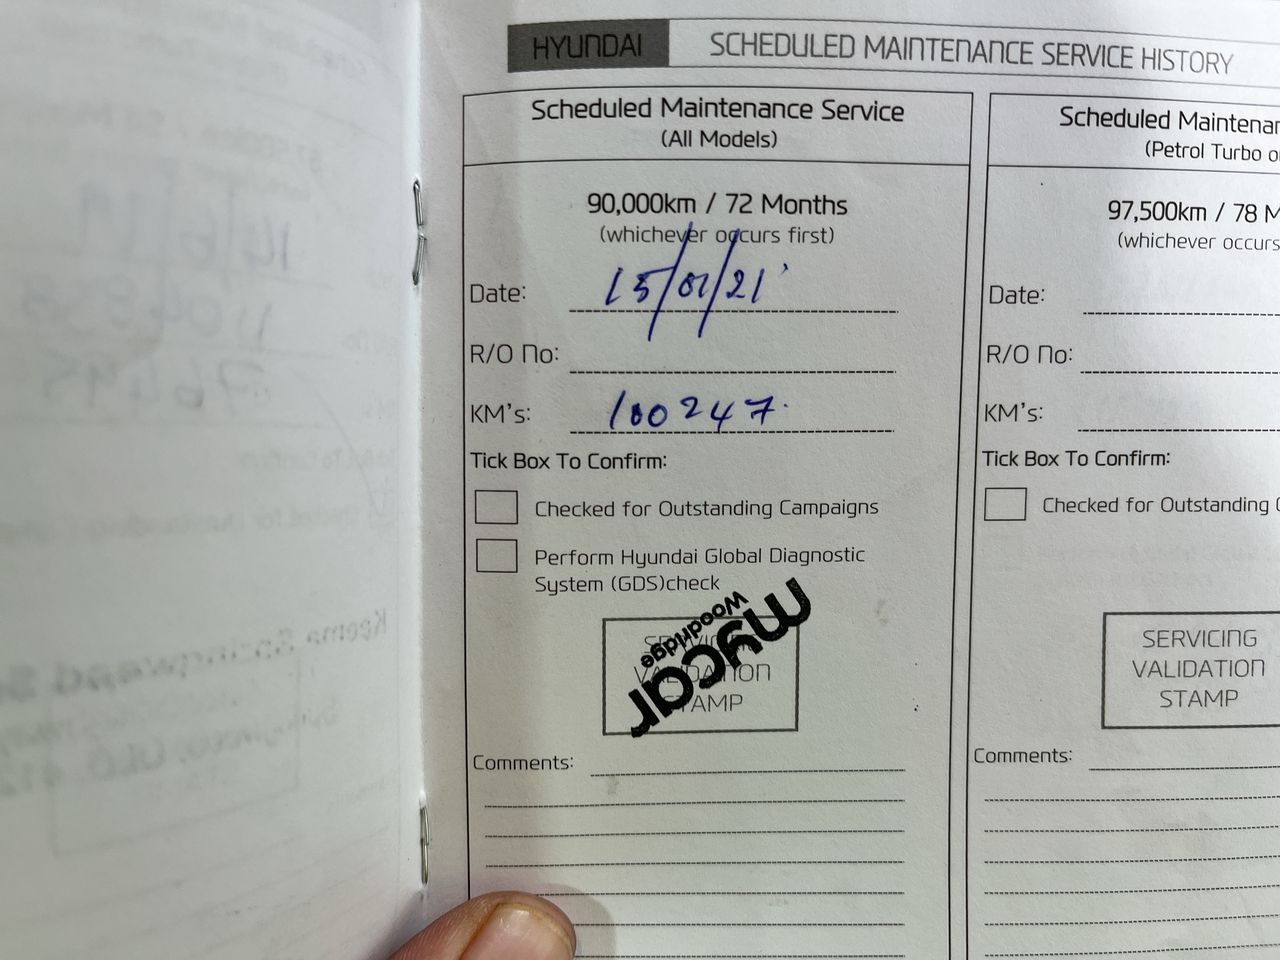 HYUNDAI
SCHEDULED MAINTENANCE SERVICE HISTORY
Scheduled Maintenance Service
(All Models)
90,000km / 72 Months
(whichever occurs first)
Date: 15/01/21
R/O No:
KM's: 100247
Tick Box To Confirm:
Checked for Outstanding Campaigns
Perform Hyundai Global Diagnostic
System (GDS)check
SERVICING
VALIDATION
STAMP
mycar
Woodridge
Comments:
Scheduled
(Petrol Turbo
97,500km / 78
(whichever occurs
Date:
R/O No:
KM's:
Tick Box To Confirm:
Checked for Outstanding
SERVICING
VALIDATION
STAMP
Comments: